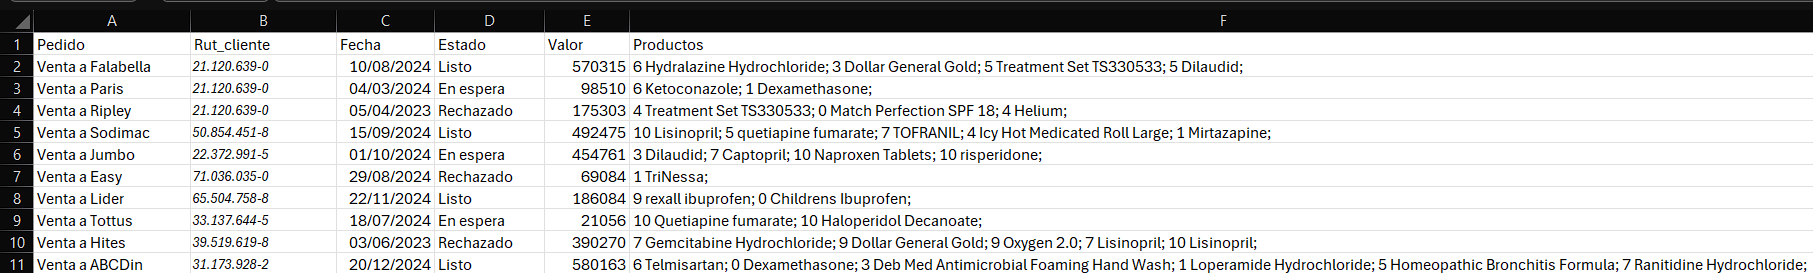 A B C D E F
1 Pedido Rut_cliente Fecha Estado Valor Productos
2 Venta a Falabella 21.120.639-0 10/08/2024 Listo 570315 6 Hydralazine Hydrochloride; 3 Dollar General Gold; 5 Treatment Set TS330533; 5 Dilaudid;
3 Venta a Paris 21.120.639-0 04/03/2024 En espera 98510 6 Ketoconazole; 1 Dexamethasone;
4 Venta a Ripley 21.120.639-0 05/04/2023 Rechazado 175303 4 Treatment Set TS330533; 0 Match Perfection SPF 18; 4 Helium;
5 Venta a Sodimac 50.854.451-8 15/09/2024 Listo 492475 10 Lisinopril; 5 quetiapine fumarate; 7 TOFRANIL; 4 Icy Hot Medicated Roll Large; 1 Mirtazapine;
6 Venta a Jumbo 22.372.991-5 01/10/2024 En espera 454761 3 Dilaudid; 7 Captopril; 10 Naproxen Tablets; 10 risperidone;
7 Venta a Easy 71.036.035-0 29/08/2024 Rechazado 69084 1 TriNessa;
8 Venta a Lider 65.504.758-8 22/11/2024 Listo 186084 9 rexall ibuprofen; 0 Childrens Ibuprofen;
9 Venta a Tottus 33.137.644-5 18/07/2024 En espera 21056 10 Quetiapine fumarate; 10 Haloperidol Decanoate;
10 Venta a Hites 39.519.619-8 03/06/2023 Rechazado 390270 7 Gemcitabine Hydrochloride; 9 Dollar General Gold; 9 Oxygen 2.0; 7 Lisinopril; 10 Lisinopril;
11 Venta a ABCDin 31.173.928-2 20/12/2024 Listo 580163 6 Telmisartan; 0 Dexamethasone; 3 Deb Med Antimicrobial Foaming Hand Wash; 1 Loperamide Hydrochloride; 5 Homeopathic Bronchitis Formula; 7 Ranitidine Hydrochloride;